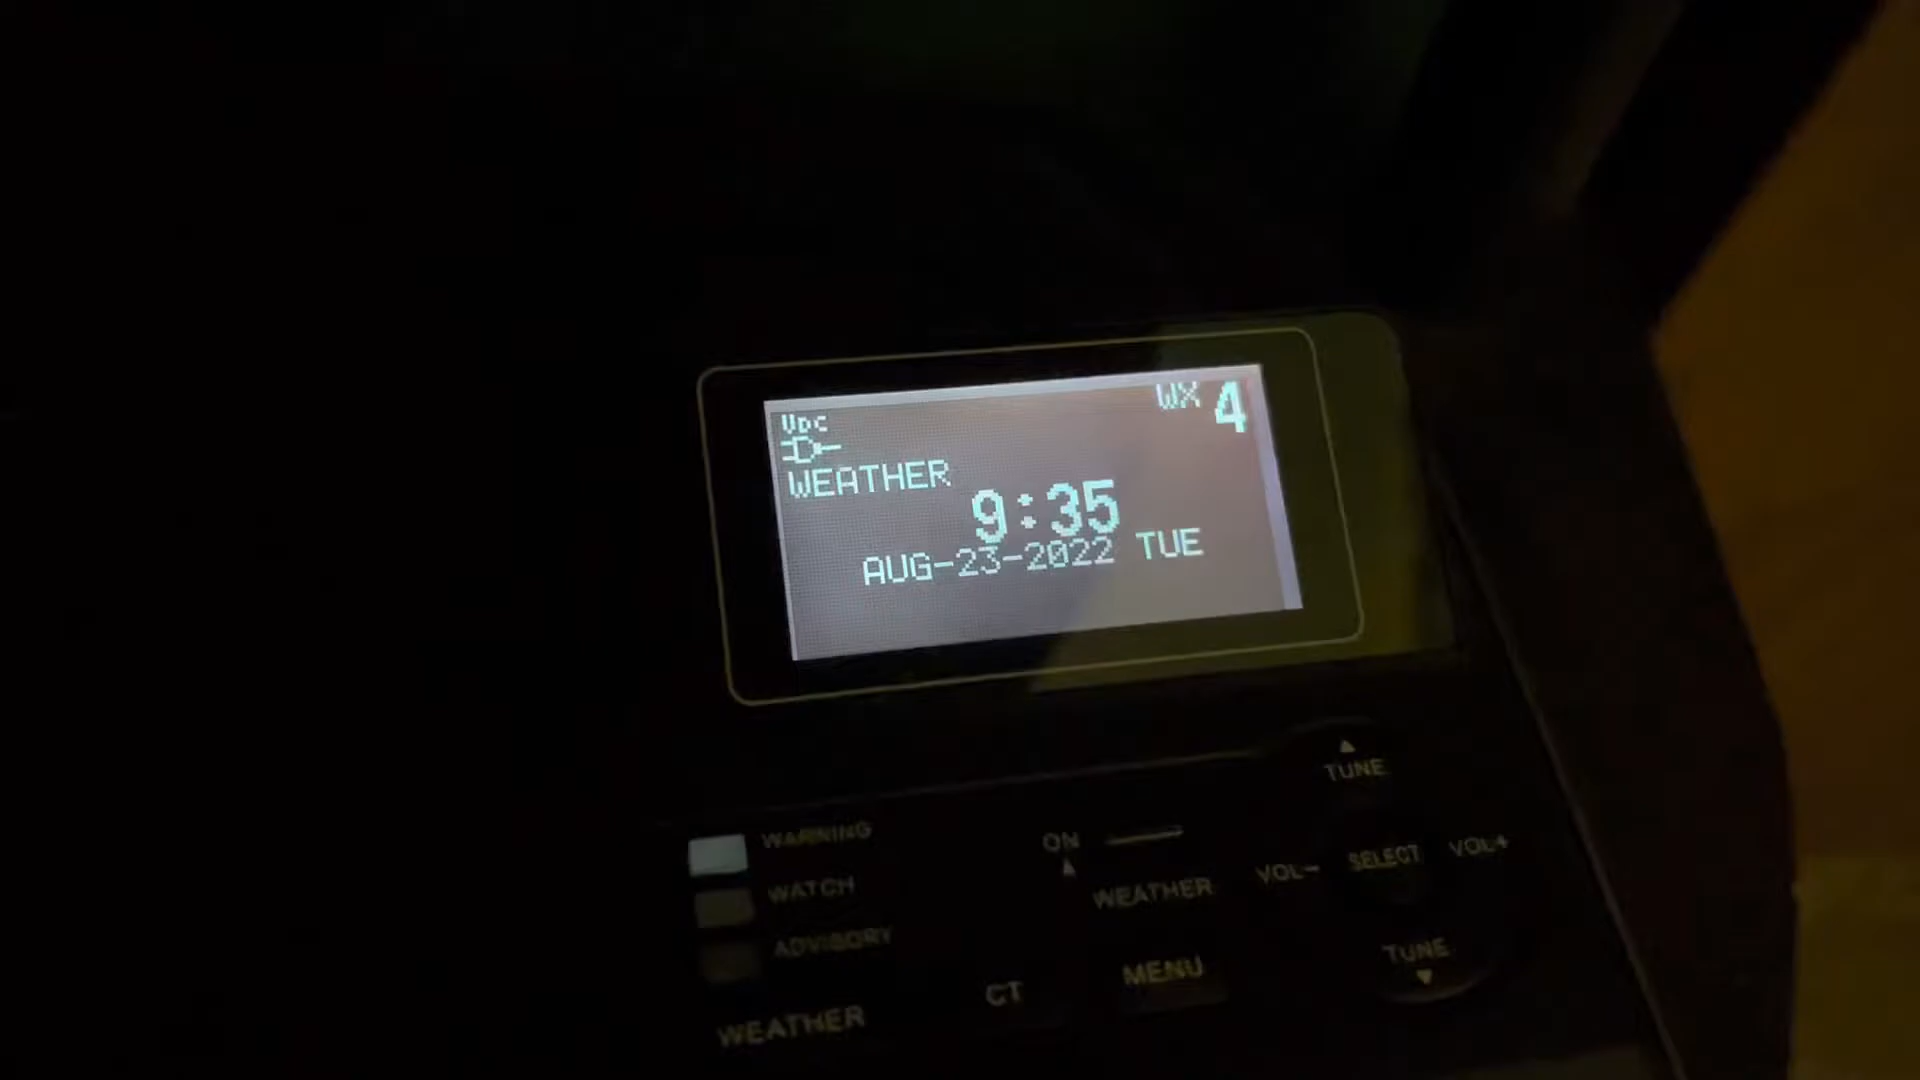 WX 4
VDC
WEATHER
9:35
AUG-23-2022 TUE
TUNE
WARNING
ON
WATCH
WEATHER
VOL- SELECT VOL+
ADVISORY
TUNE
MENU
CT
WEATHER